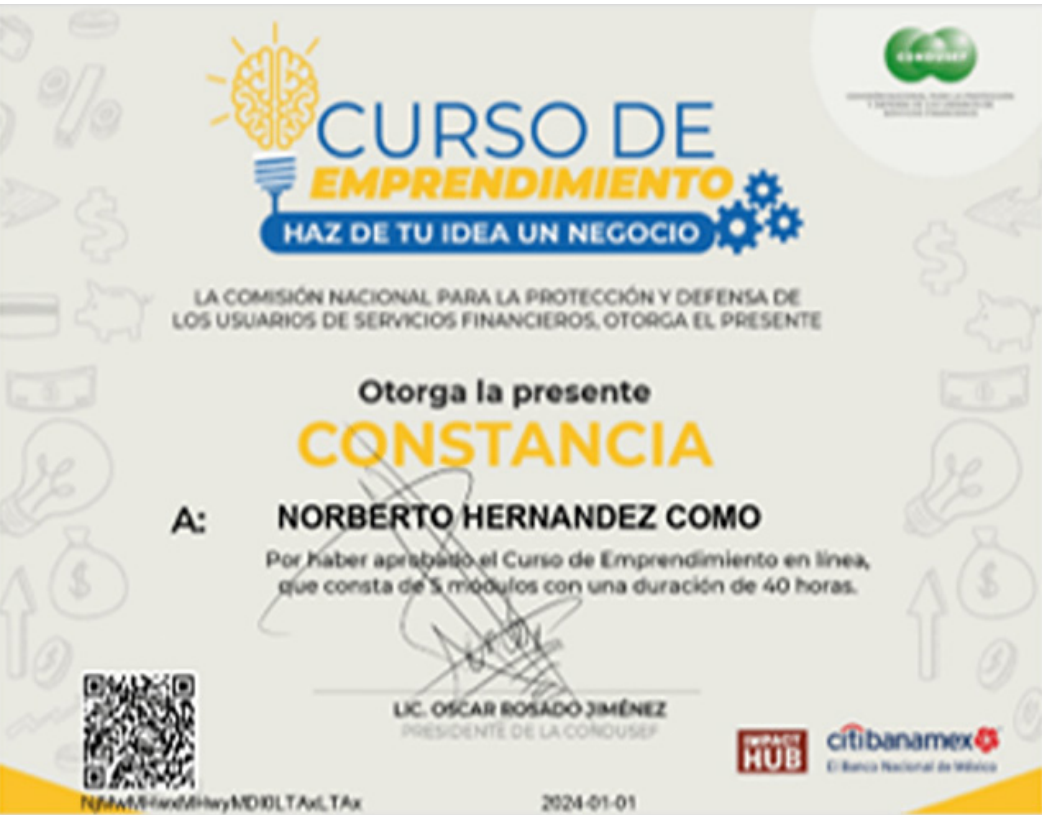 CONDUSEF
CURSO DE
EMPRENDIMIENTO
HAZ DE TU IDEA UN NEGOCIO
LA COMISIÓN NACIONAL PARA LA PROTECCIÓN Y DEFENSA DE
LOS USUARIOS DE SERVICIOS FINANCIEROS, OTORGA EL PRESENTE
Otorga la presente
CONSTANCIA
A: NORBERTO HERNANDEZ COMO
Por haber aprobado el Curso de Emprendimiento en línea,
que consta de 5 módulos con una duración de 40 horas.
LIC. OSCAR ROSADO JIMÉNEZ
PRESIDENTE DE LA CONDUSEF
IMPACT
HUB
citibanamex
El Banco Nacional de México
2024-01-01